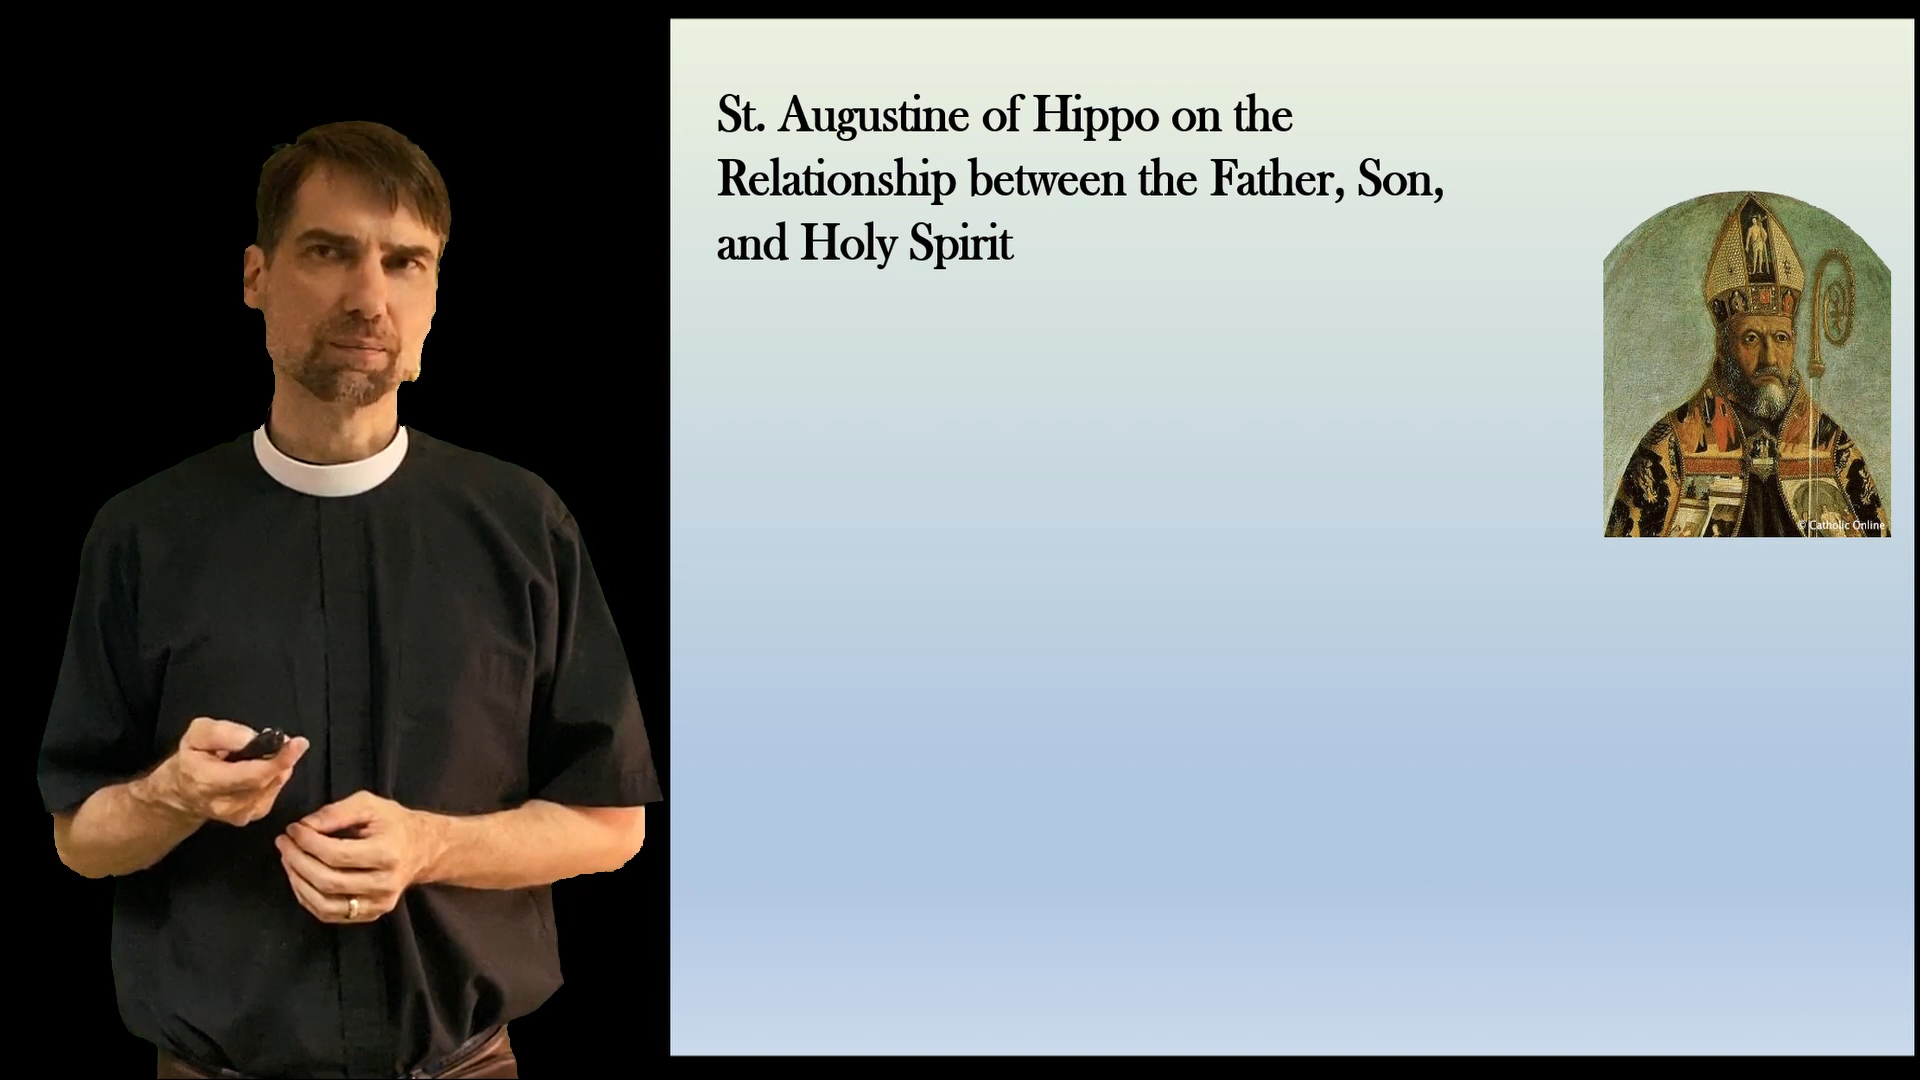 St. Augustine of Hippo on the
Relationship between the Father, Son,
and Holy Spirit
© Catholic Online